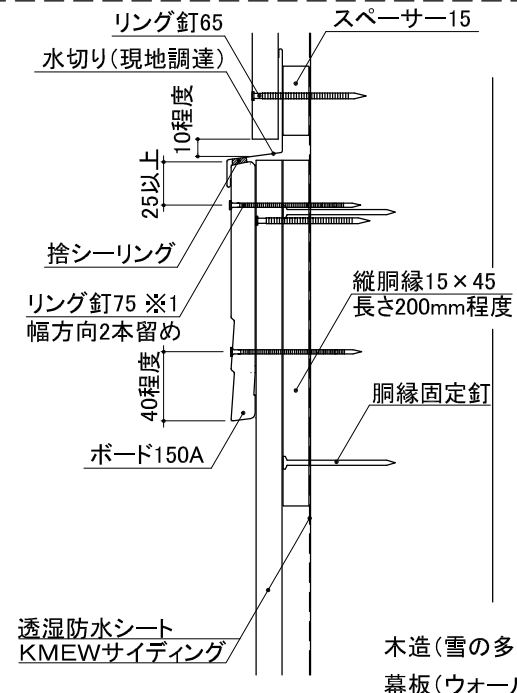 リング釘65
スペーサー15
水切り(現地調達)
10程度
25以上
捨シーリング
リング釘75 ※1
幅方向2本留め
縦胴縁15×45
長さ200mm程度
40程度
胴縁固定釘
ボード150A
透湿防水シート
KMEWサイディング
木造(雪の多
幕板(ウォール